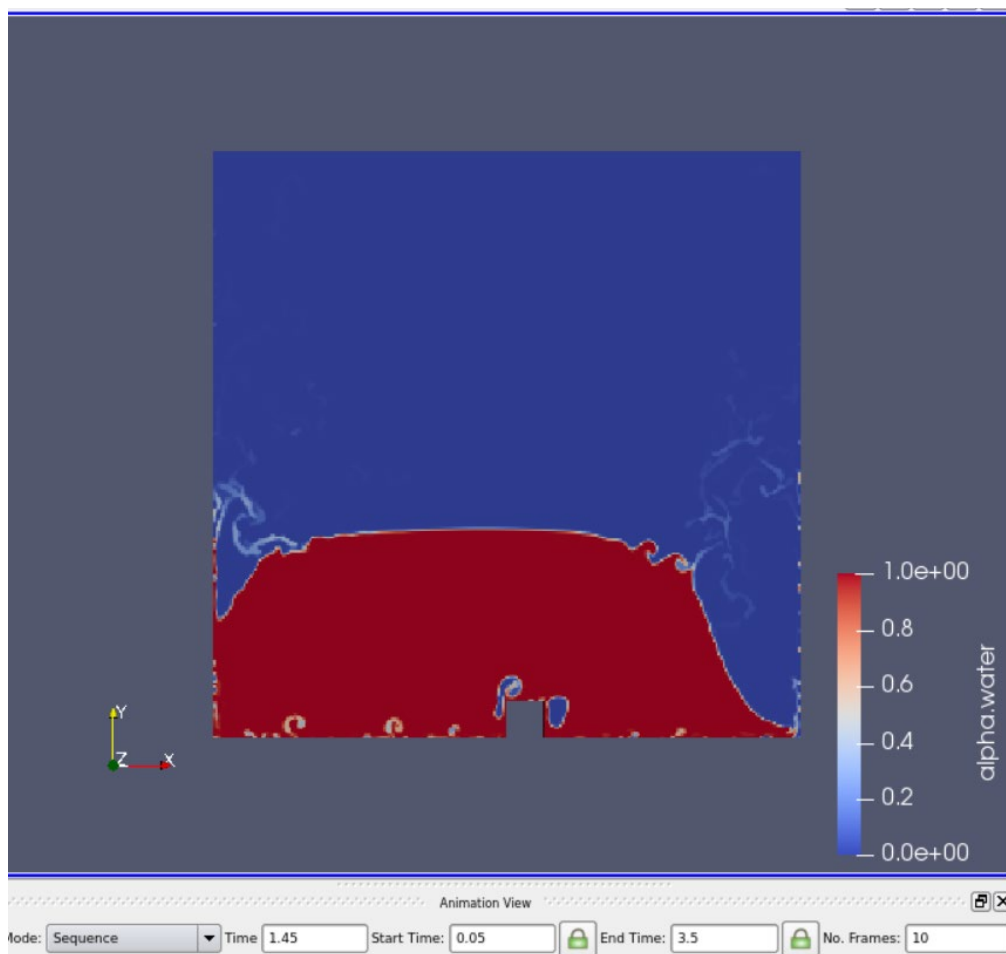 Y
Z X
1.0e+00
0.8
0.6
0.4
0.2
0.0e+00
alpha.water
Animation View
Mode: Sequence Time 1.45 Start Time: 0.05 End Time: 3.5 No. Frames: 10